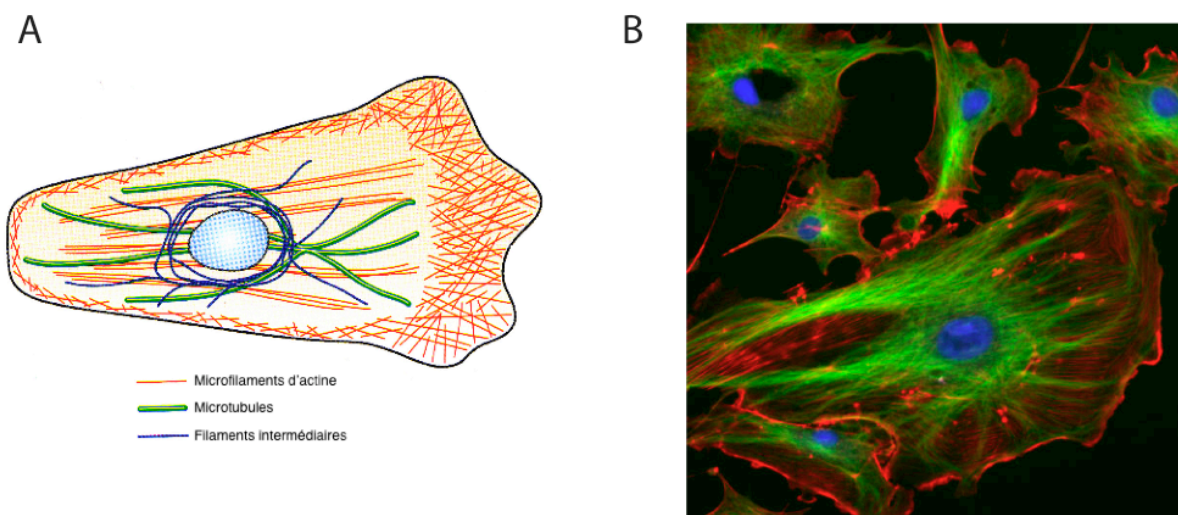 A
B
Microfilaments d'actine
Microtubules
Filaments intermédiaires